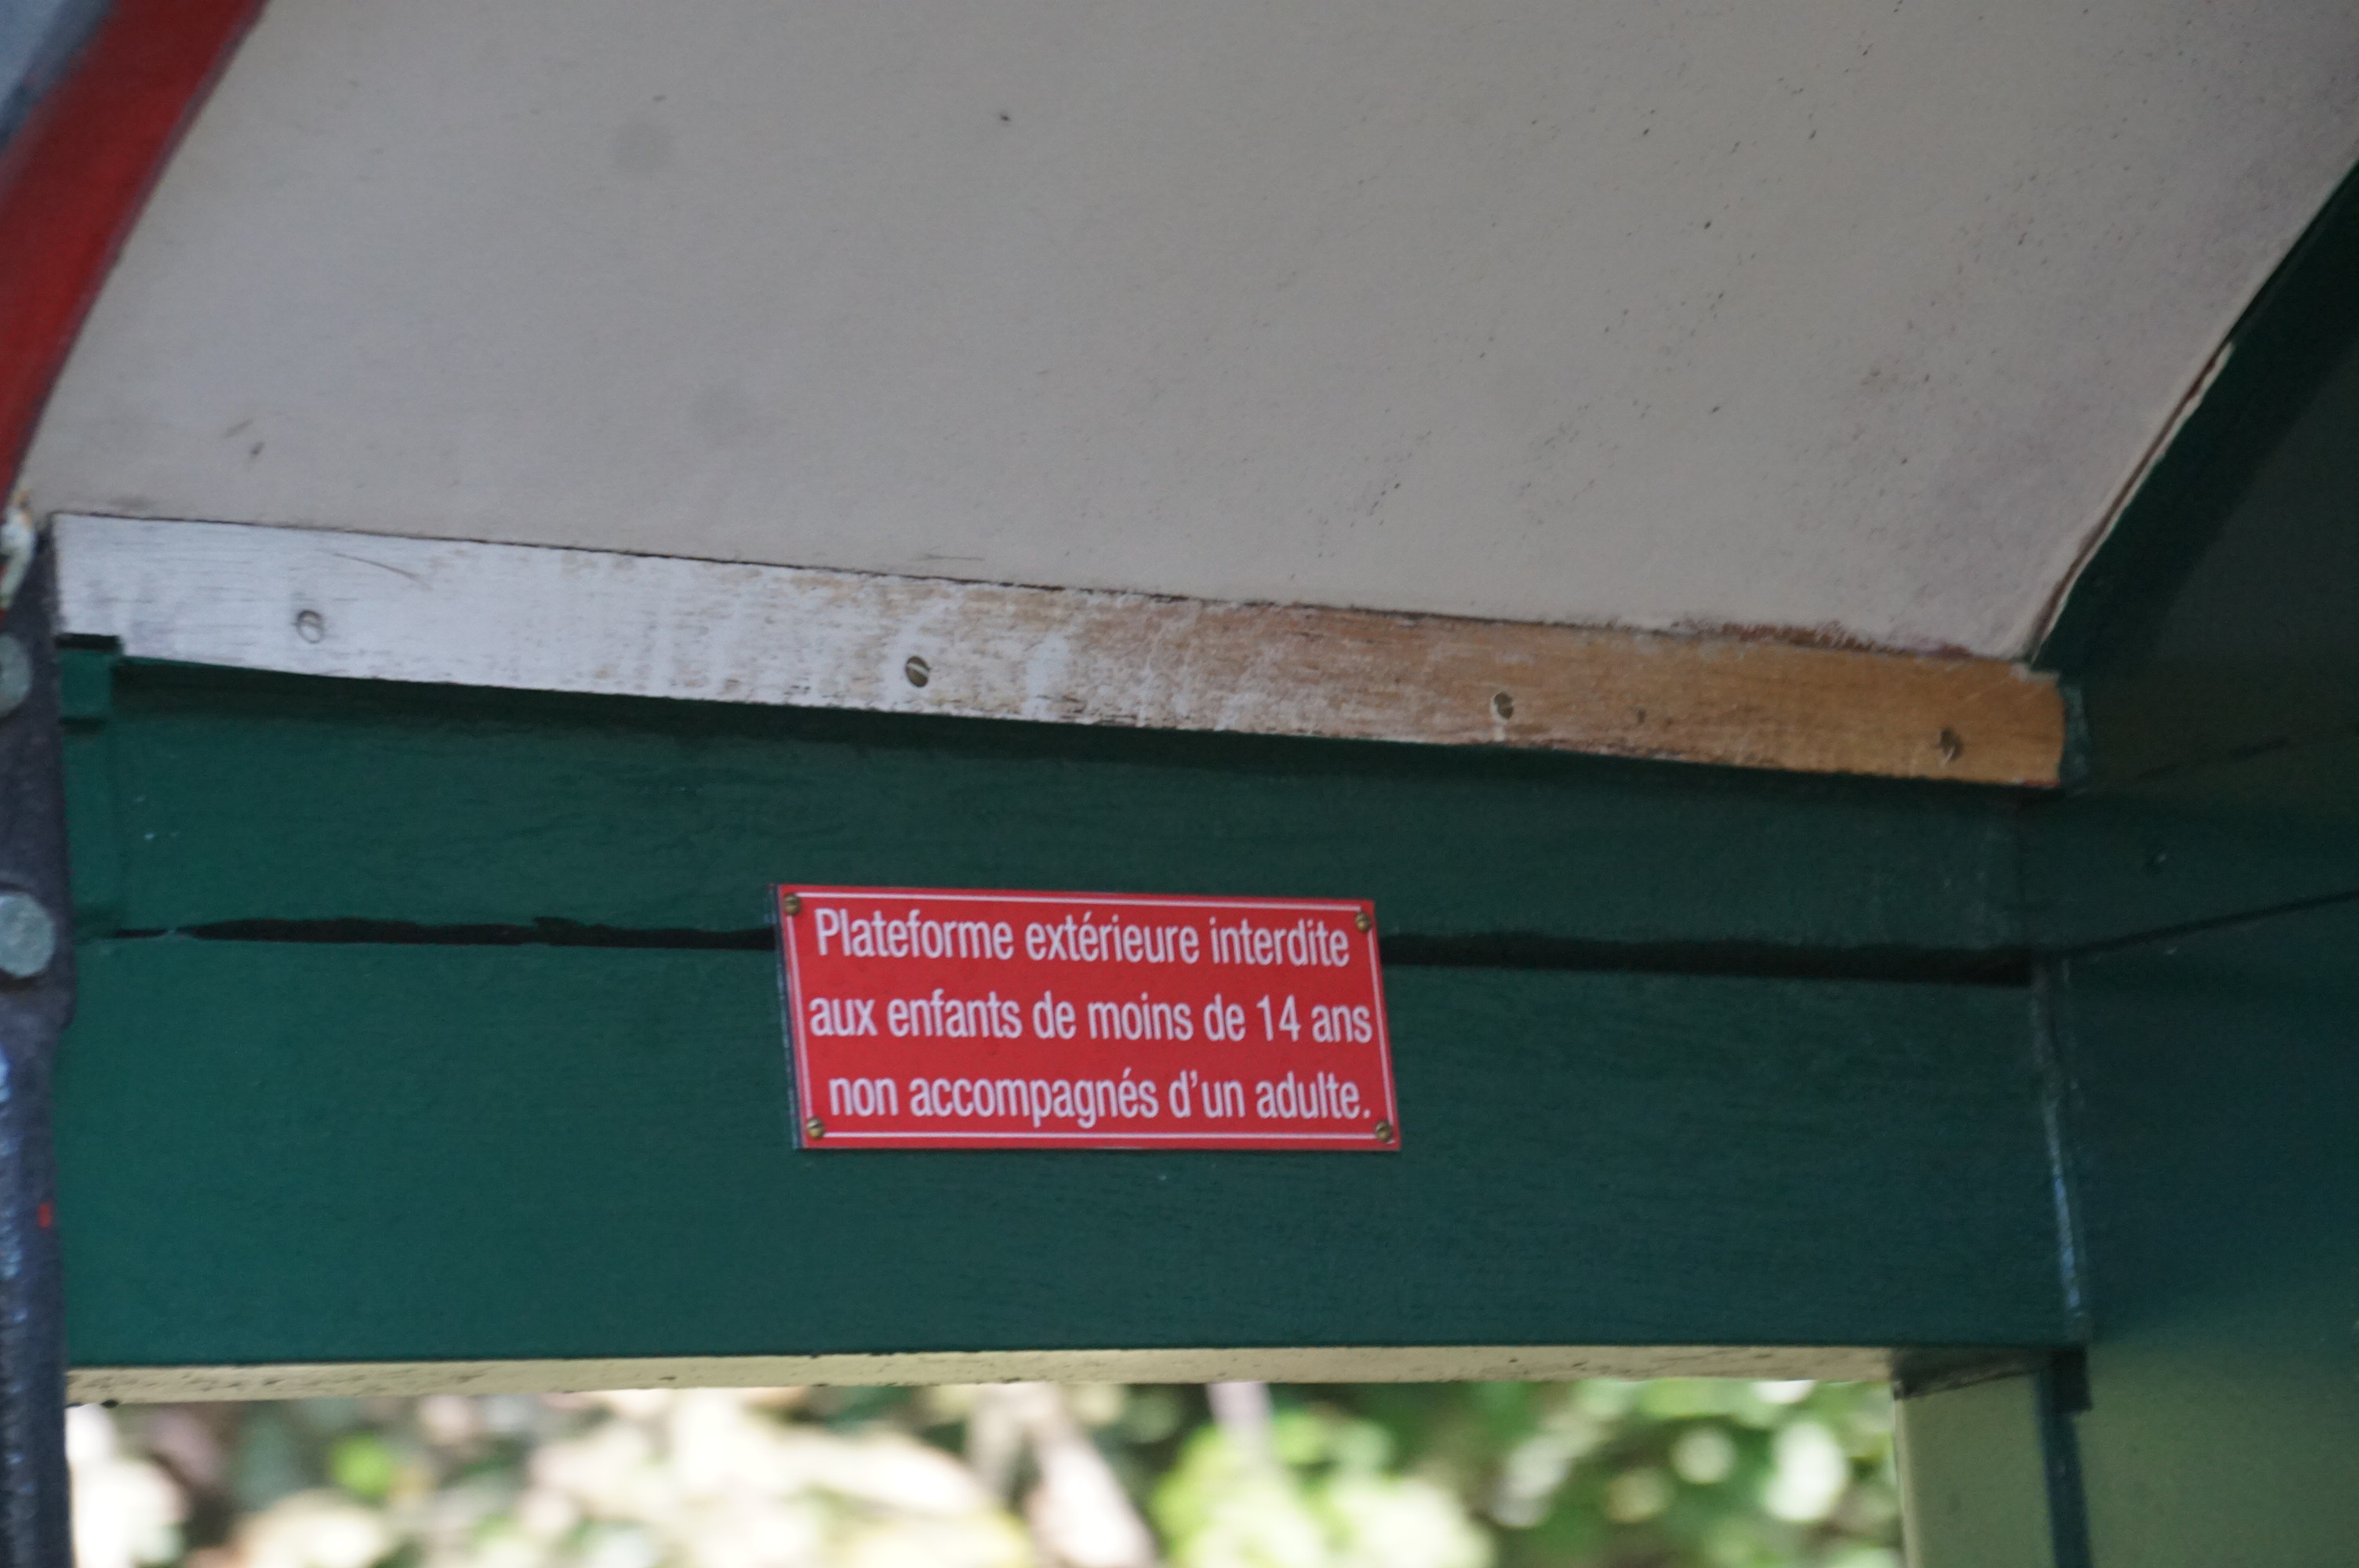 Plateforme extérieure interdite
aux enfants de moins de 14 ans
non accompagnés d'un adulte.